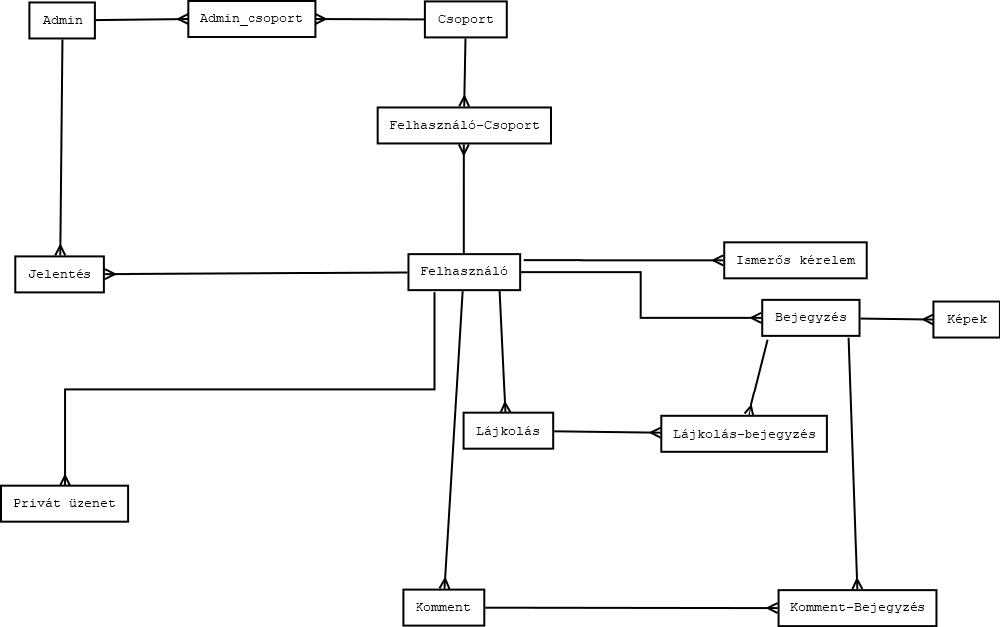 Admin
Admin_csoport
Csoport
Felhasználó-Csoport
Jelentés
Felhasználó
Ismerős kérelem
Bejegyzés
Képek
Lájkolás
Lájkolás-bejegyzés
Privát üzenet
Komment
Komment-Bejegyzés